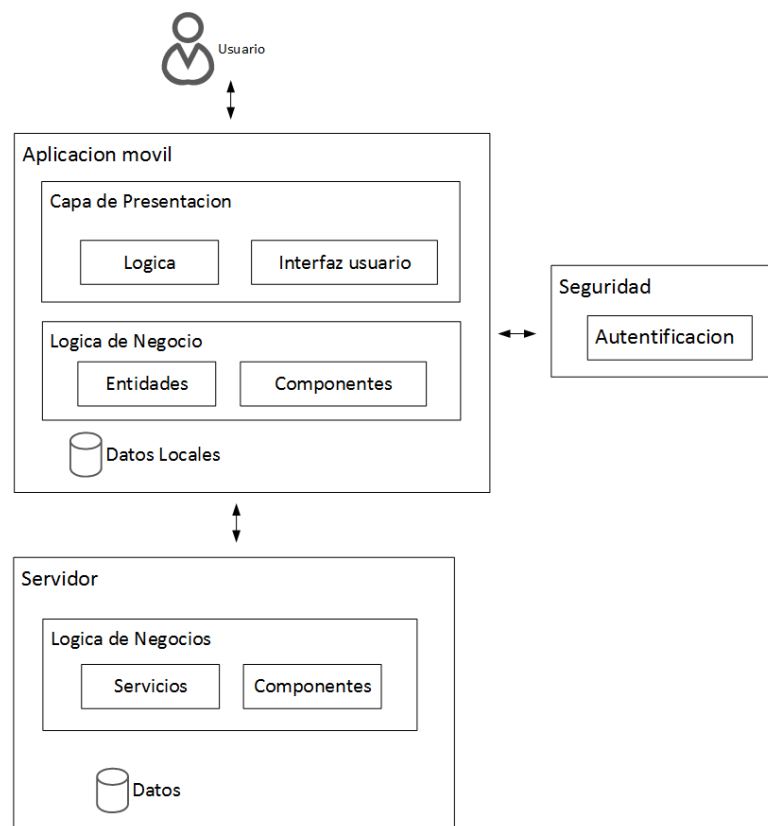 Usuario
Aplicacion movil
Capa de Presentacion
Logica
Interfaz usuario
Logica de Negocio
Entidades
Componentes
Datos Locales
Seguridad
Autentificacion
Servidor
Logica de Negocios
Servicios
Componentes
Datos